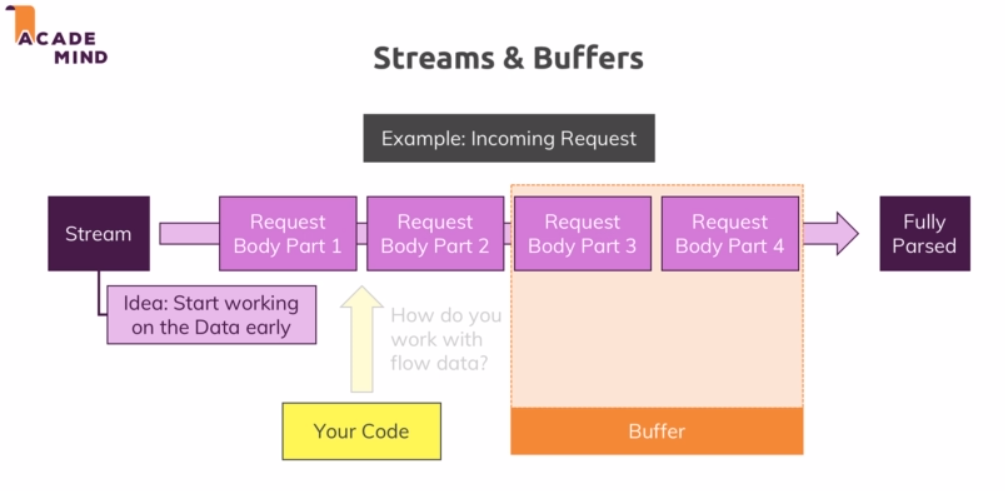 ACADE
MIND
Streams & Buffers
Example: Incoming Request
Stream
Request
Body Part 1
Request
Body Part 2
Request
Body Part 3
Request
Body Part 4
Fully
Parsed
Idea: Start working
on the Data early
How do you
work with
flow data?
Your Code
Buffer